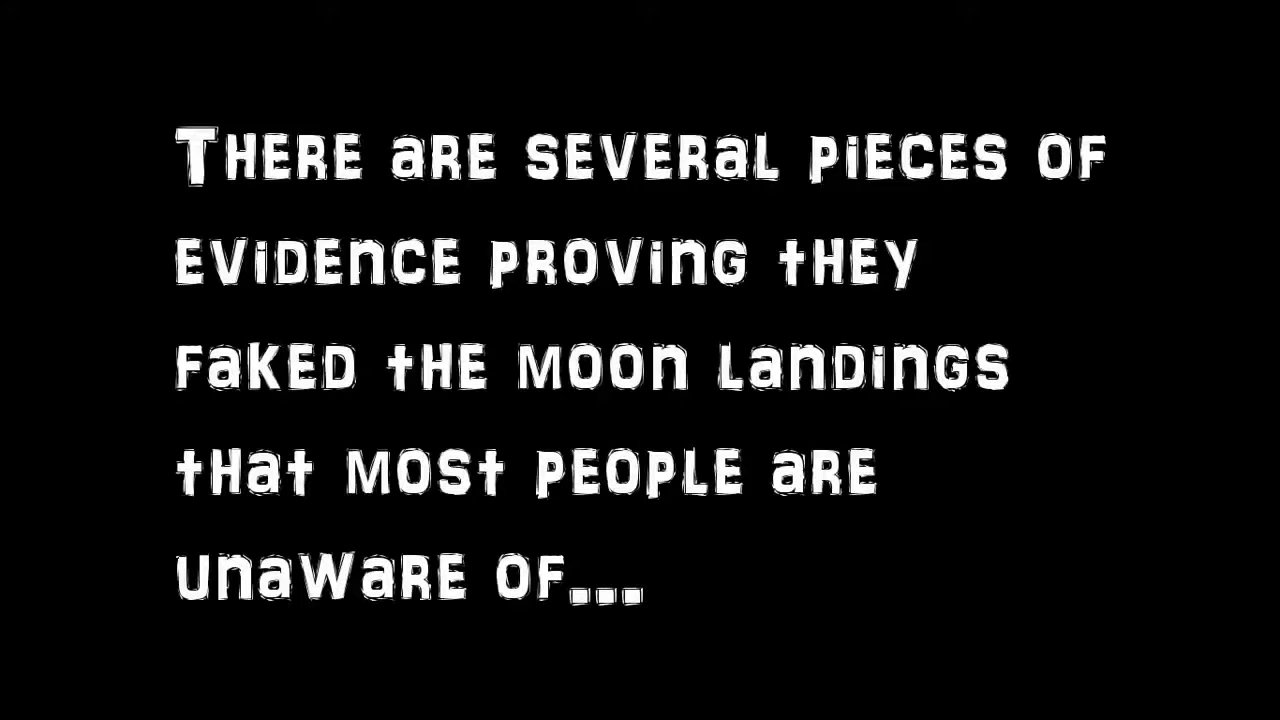 There are several pieces of
evidence proving they
faked the moon landings
that most people are
unaware of...